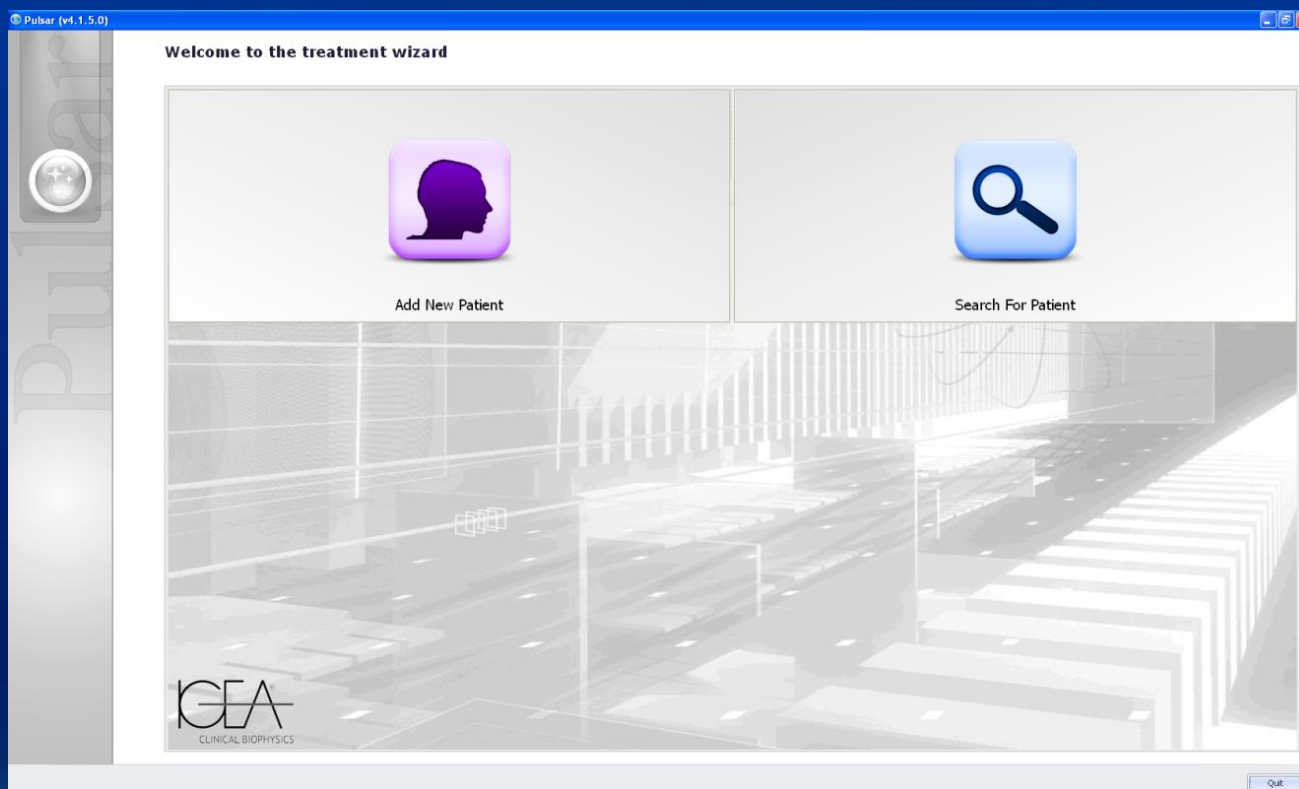 Pulsar (v4.1.5.0)
Pulsar
Welcome to the treatment wizard
Add New Patient
Search For Patient
IGEA
CLINICAL BIOPHYSICS
Quit